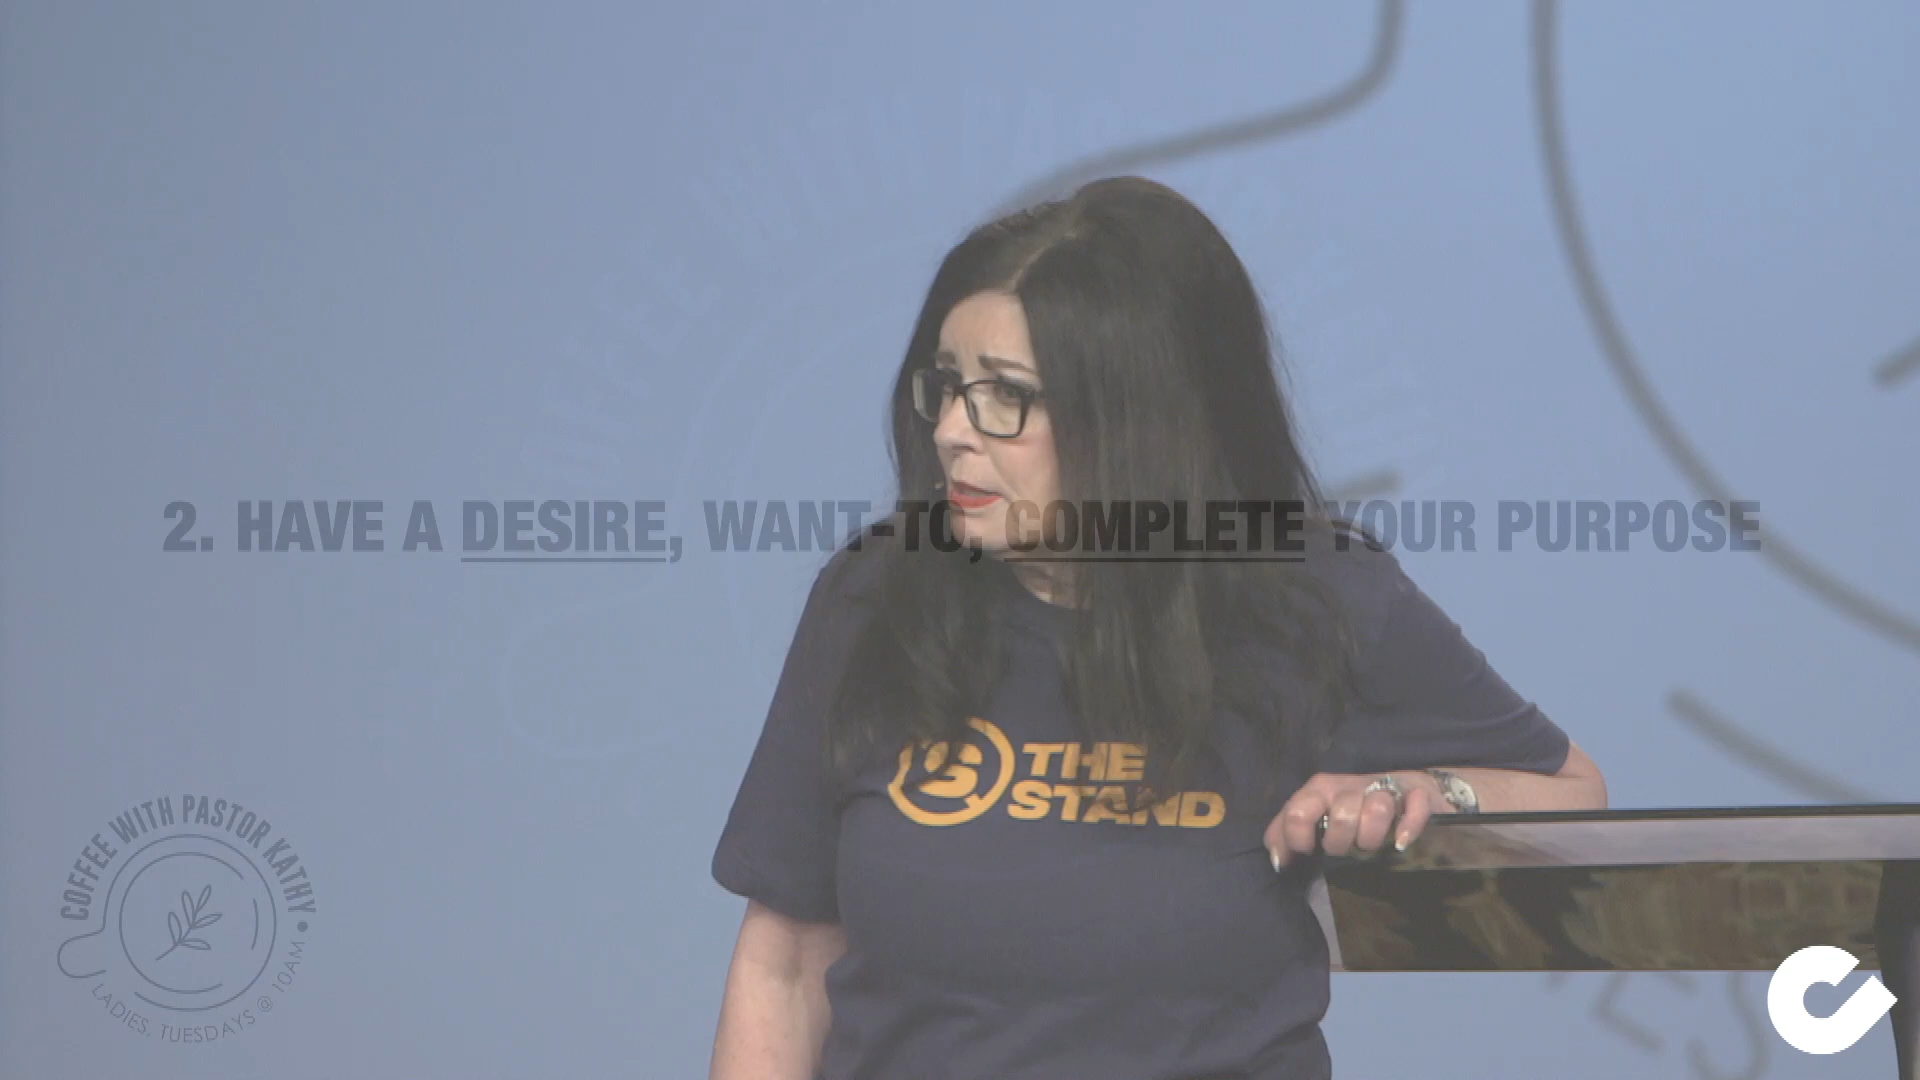 2. HAVE A DESIRE, WANT-TO, COMPLETE YOUR PURPOSE
THE
STAND
COFFEE WITH PASTOR KATHY •
LADIES, TUESDAYS @ 10AM